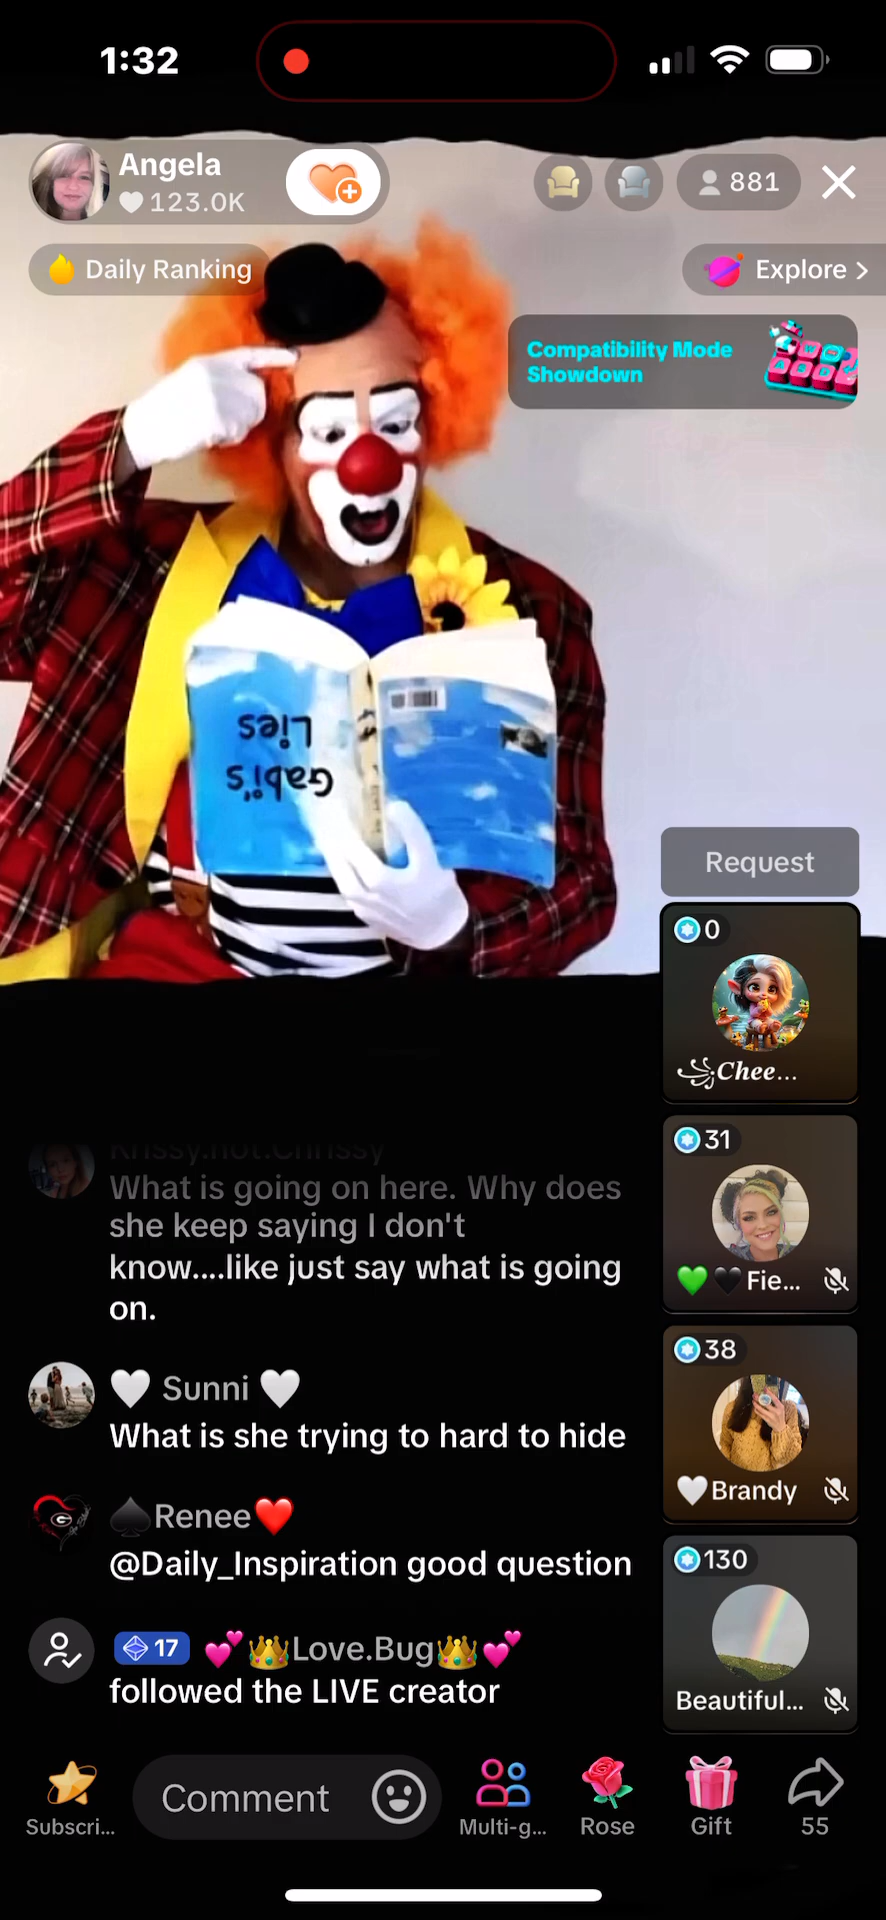 1:32
Angela
123.0K
881
Daily Ranking
Explore >
Compatibility Mode
Showdown
Gabi's
Lies
Request
0
Chee...
31
Fie...
38
Brandy
130
Beautiful...
Krissy.not.Chrissy
What is going on here. Why does
she keep saying I don't
know....like just say what is going
on.
🤍 Sunni 🤍
What is she trying to hard to hide
♠️Renee❤️
@Daily_Inspiration good question
17 💕👑Love.Bug👑💕
followed the LIVE creator
Subscri...
Comment
Multi-g...
Rose
Gift
55